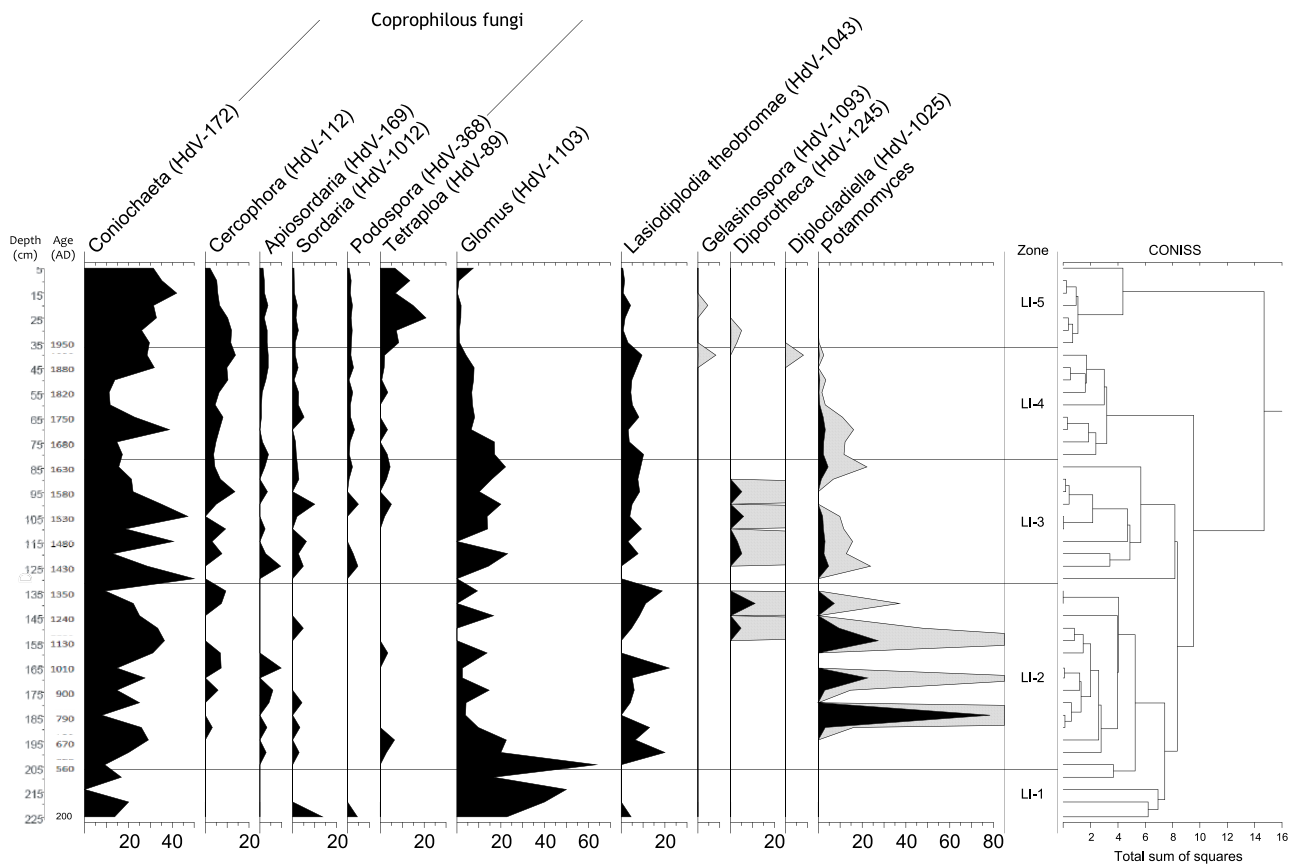 Coprophilous fungi
Coniochaeta (HdV-172)
Cercophora (HdV-112)
Apiosordaria (HdV-169)
Sordaria (HdV-1012)
Podospora (HdV-368)
Tetraploa (HdV-89)
Glomus (HdV-1103)
Lasiodiplodia theobromae (HdV-1043)
Gelasinospora (HdV-1093)
Diporotheca (HdV-1245)
Diplocladiella (HdV-1025)
Potamomyces
Depth
(cm)
Age
(AD)
Zone
CONISS
5
15
25
35
45
55
65
75
85
95
105
115
125
135
145
155
165
175
185
195
205
215
225
1950
1880
1820
1750
1680
1630
1580
1530
1480
1430
1350
1240
1130
1010
900
790
670
560
200
LI-5
LI-4
LI-3
LI-2
LI-1
20 40 20 20 20 20 20 40 60 20 20 40 60 80
2 4 6 8 10 12 14 16
Total sum of squares